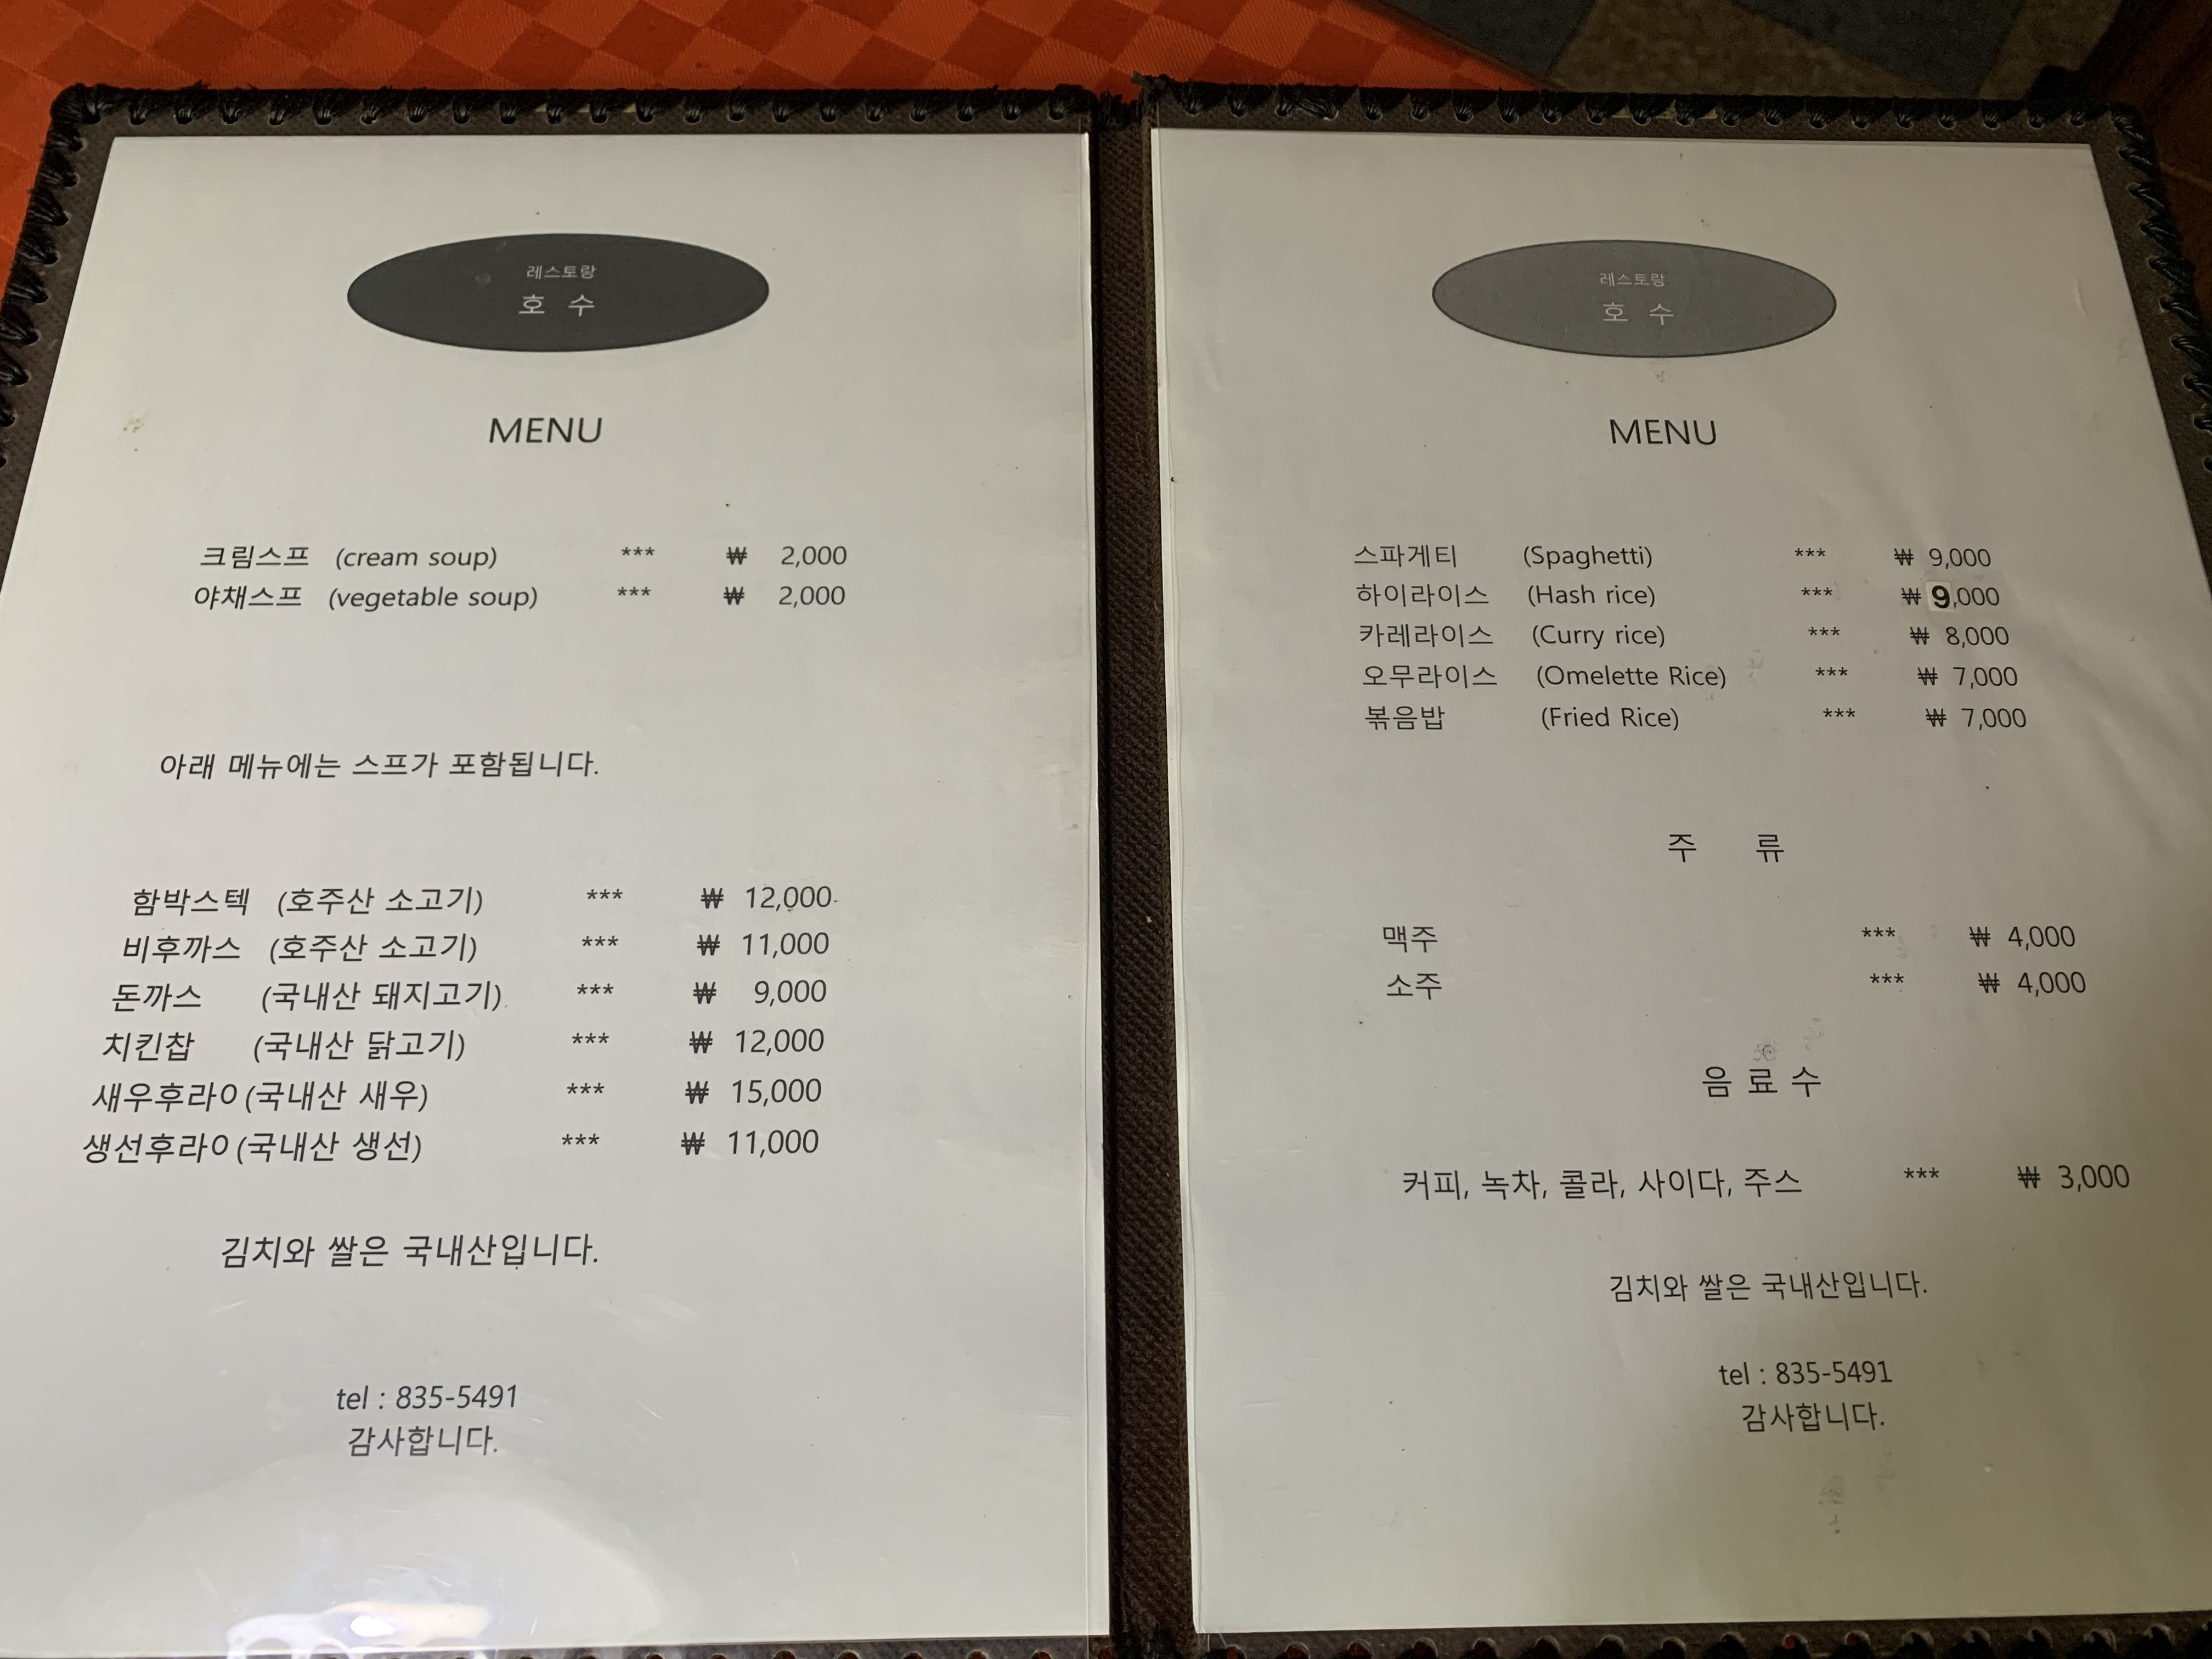 레스토랑
호 수
MENU
크림스프 (cream soup) *** ₩ 2,000
야채스프 (vegetable soup) *** ₩ 2,000
아래 메뉴에는 스프가 포함됩니다.
함박스텍 (호주산 소고기) *** ₩ 12,000
비후까스 (호주산 소고기) *** ₩ 11,000
돈까스 (국내산 돼지고기) *** ₩ 9,000
치킨찹 (국내산 닭고기) *** ₩ 12,000
새우후라이(국내산 새우) *** ₩ 15,000
생선후라이(국내산 생선) *** ₩ 11,000
김치와 쌀은 국내산입니다.
tel : 835-5491
감사합니다.
레스토랑
호 수
MENU
스파게티 (Spaghetti) *** ₩ 9,000
하이라이스 (Hash rice) *** ₩ 9,000
카레라이스 (Curry rice) *** ₩ 8,000
오무라이스 (Omelette Rice) *** ₩ 7,000
볶음밥 (Fried Rice) *** ₩ 7,000
주 류
맥주 *** ₩ 4,000
소주 *** ₩ 4,000
음 료 수
커피, 녹차, 콜라, 사이다, 주스 *** ₩ 3,000
김치와 쌀은 국내산입니다.
tel : 835-5491
감사합니다.